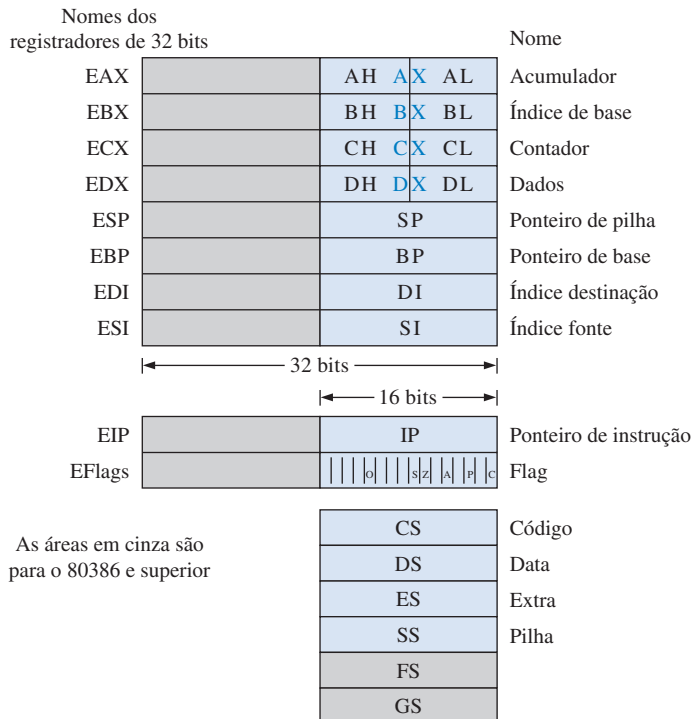 Nomes dos
registradores de 32 bits
Nome
EAX AH AX AL Acumulador
EBX BH BX BL Índice de base
ECX CH CX CL Contador
EDX DH DX DL Dados
ESP SP Ponteiro de pilha
EBP BP Ponteiro de base
EDI DI Índice destinação
ESI SI Índice fonte
32 bits
16 bits
EIP IP Ponteiro de instrução
EFlags O S Z A P C Flag
CS Código
As áreas em cinza são
para o 80386 e superior
DS Data
ES Extra
SS Pilha
FS
GS